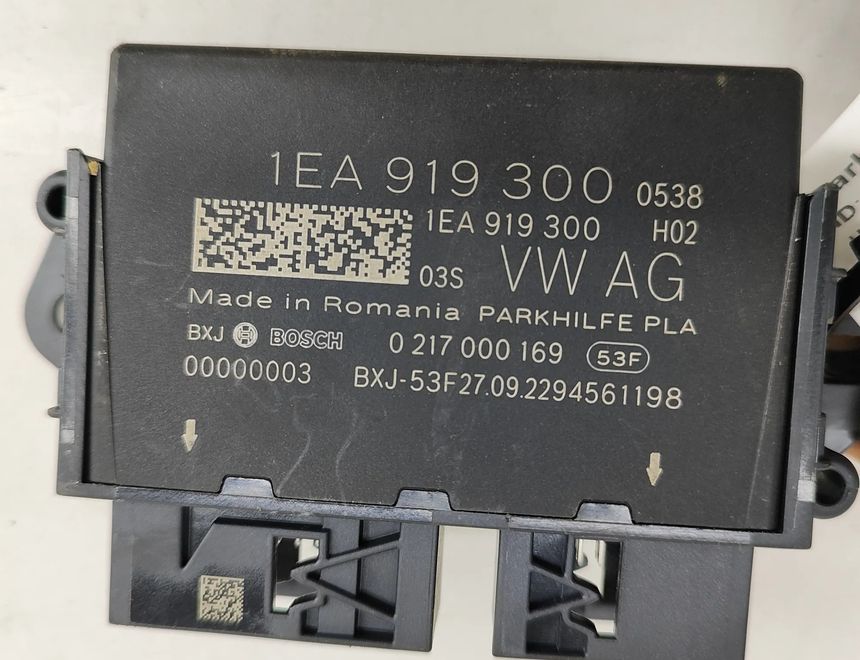 1EA 919 300 0538
1EA 919 300 H02
03S VW AG
Made in Romania PARKHILFE PLA
BXJ BOSCH 0 217 000 169 53F
00000003 BXJ-53F27.09.2294561198